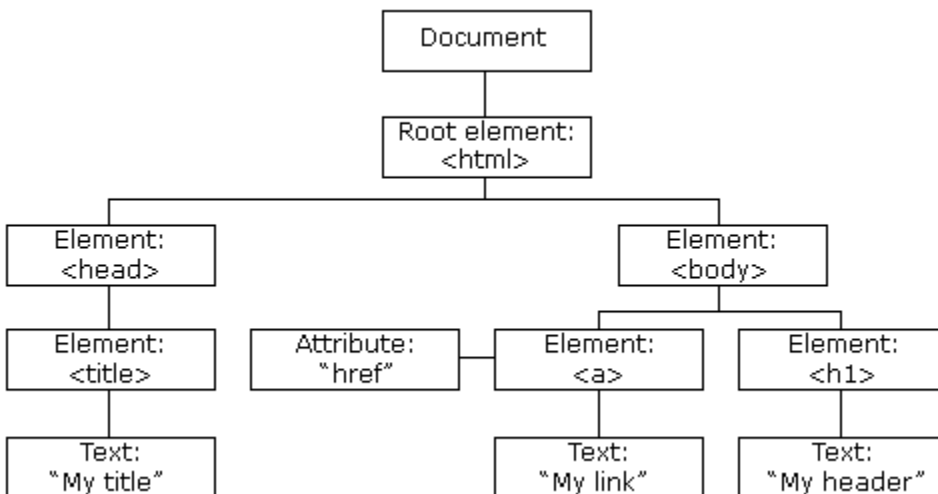 Document
Root element:
<html>
Element:
<head>
Element:
<body>
Element:
<title>
Attribute:
“href”
Element:
<a>
Element:
<h1>
Text:
“My title”
Text:
“My link”
Text:
“My header”